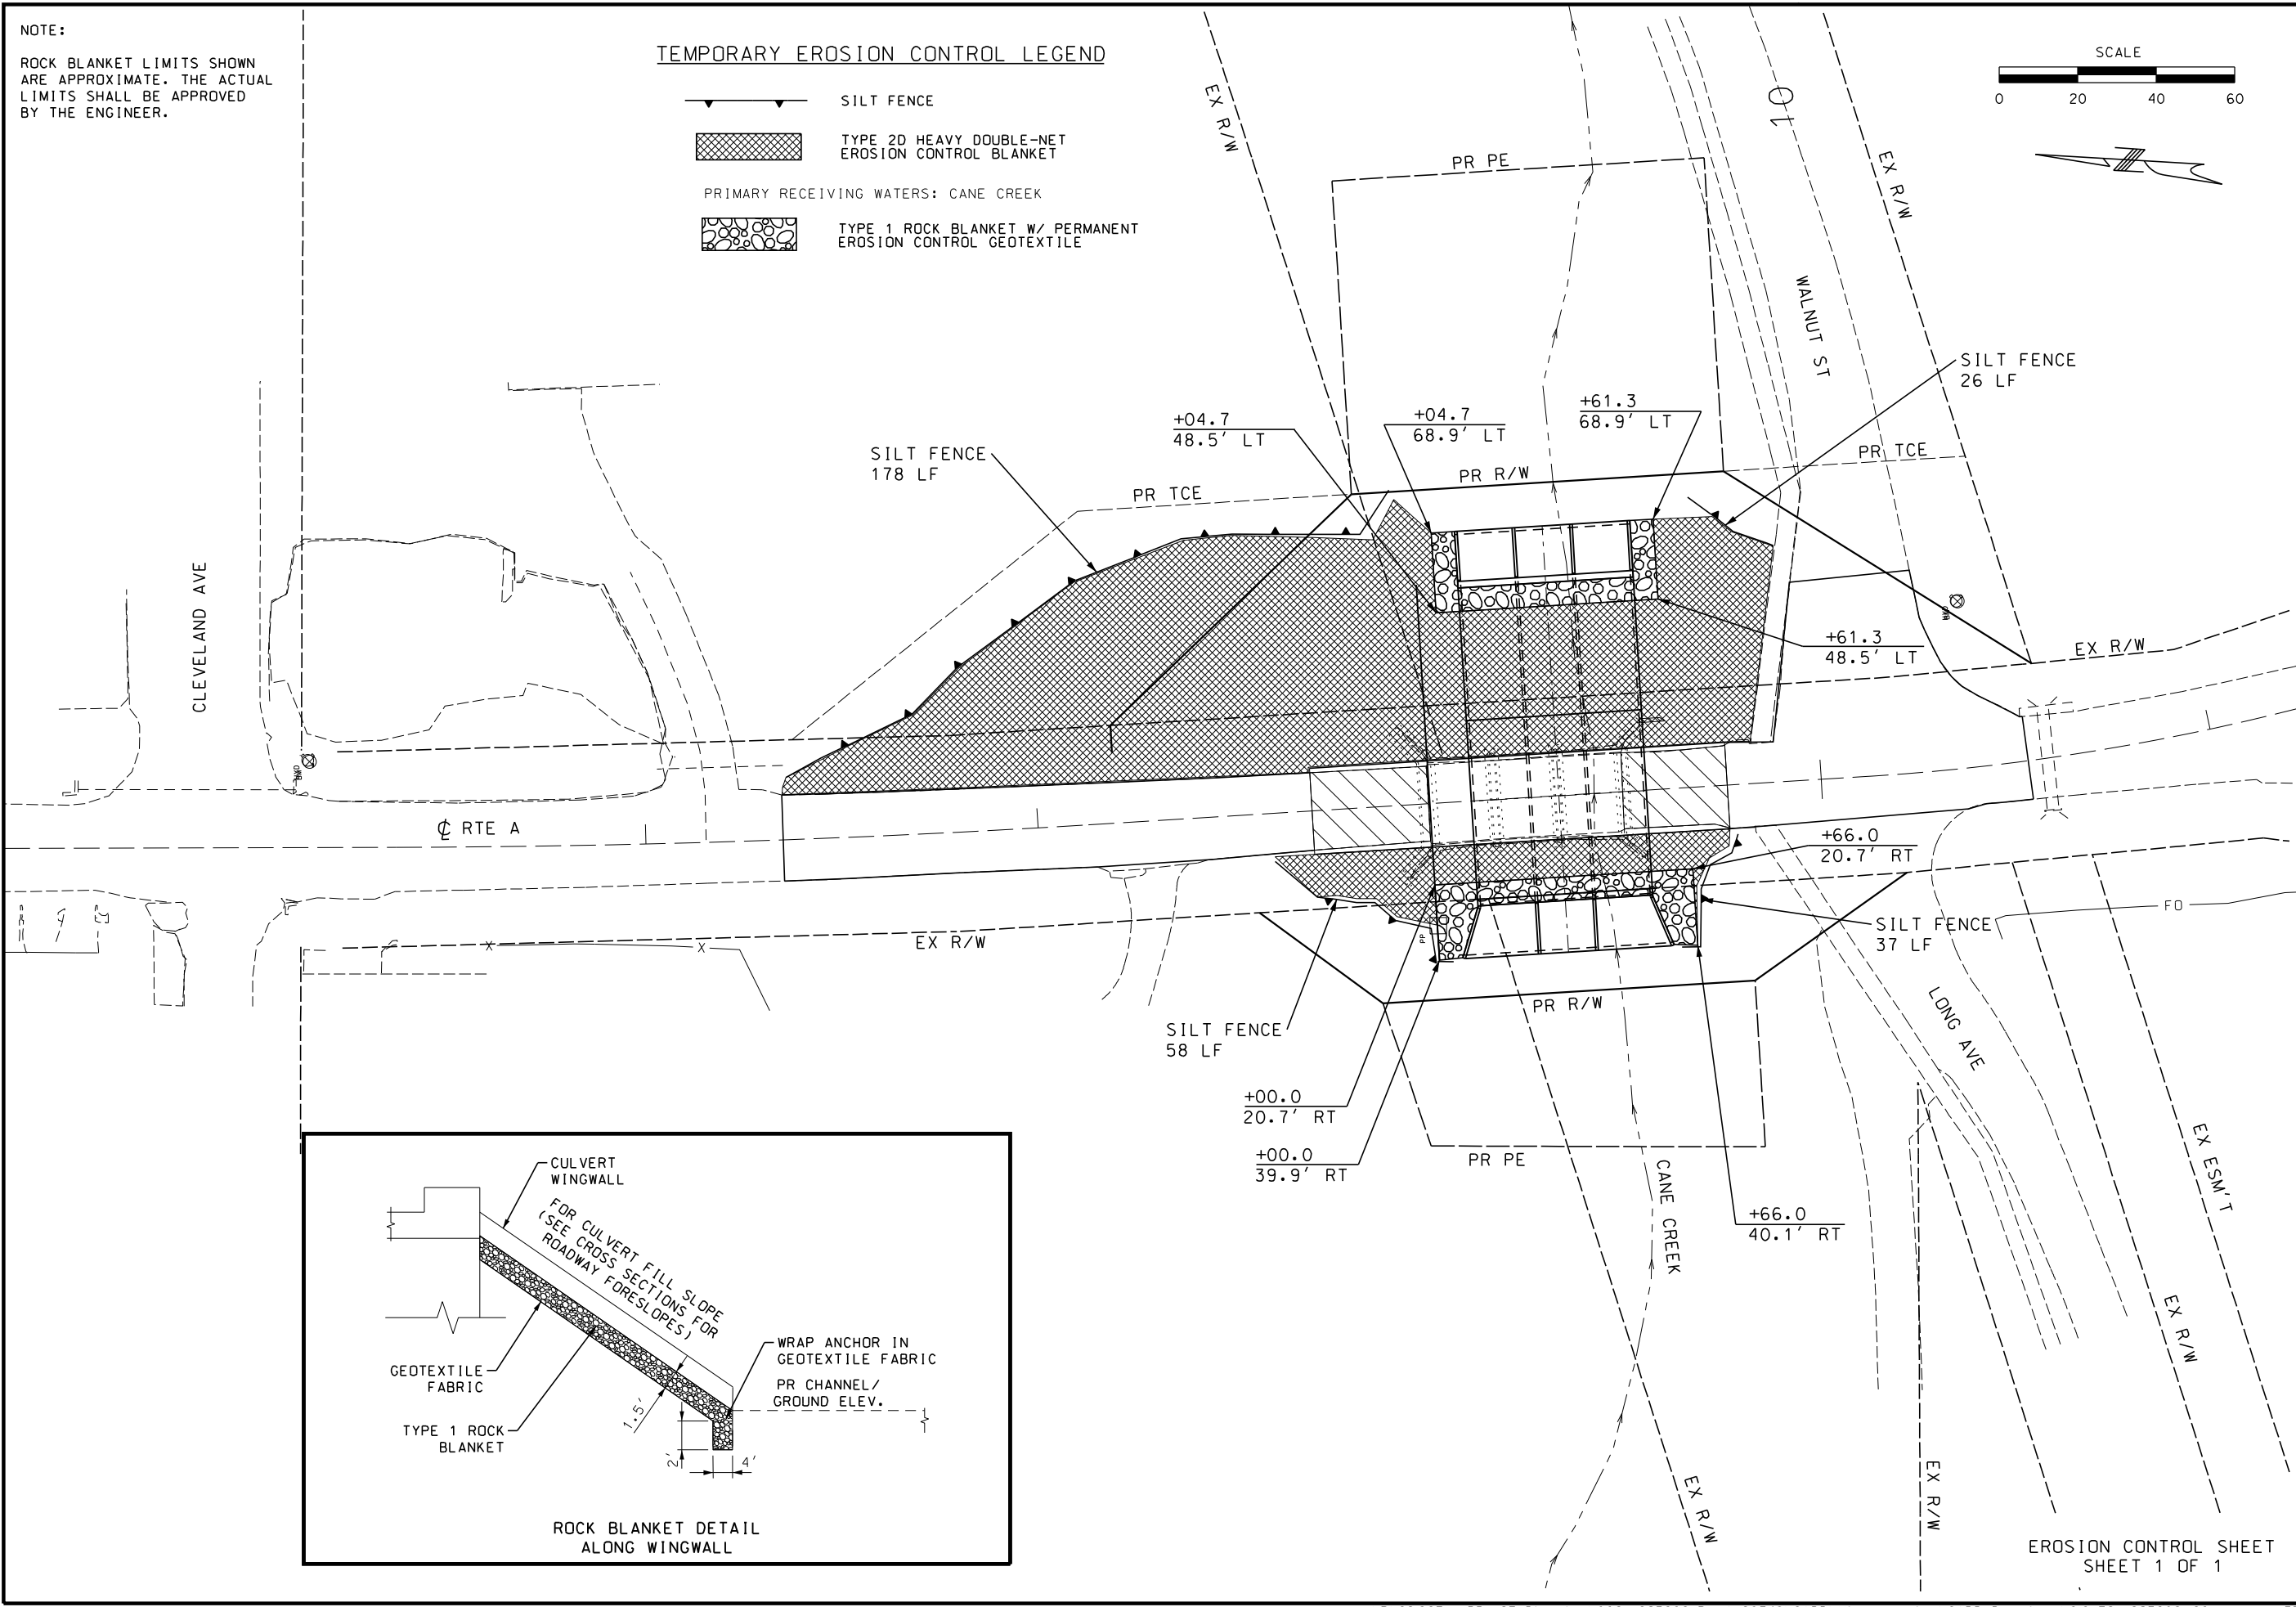 NOTE:
ROCK BLANKET LIMITS SHOWN
ARE APPROXIMATE. THE ACTUAL
LIMITS SHALL BE APPROVED
BY THE ENGINEER.
TEMPORARY EROSION CONTROL LEGEND
SILT FENCE
TYPE 2D HEAVY DOUBLE-NET
EROSION CONTROL BLANKET
PRIMARY RECEIVING WATERS: CANE CREEK
TYPE 1 ROCK BLANKET W/ PERMANENT
EROSION CONTROL GEOTEXTILE
SCALE
0 20 40 60
EX R/W
PR PE
10
EX R/W
WALNUT ST
SILT FENCE
26 LF
+04.7
48.5' LT
+04.7
68.9' LT
+61.3
68.9' LT
SILT FENCE
178 LF
PR TCE
PR R/W
PR TCE
CLEVELAND AVE
+61.3
48.5' LT
EX R/W
℄ RTE A
+66.0
20.7' RT
SILT FENCE
37 LF
FO
X
X
EX R/W
PP
PR R/W
SILT FENCE
58 LF
LONG AVE
+00.0
20.7' RT
+00.0
39.9' RT
PR PE
CANE CREEK
+66.0
40.1' RT
EX ESM'T
EX R/W
EX R/W
EX R/W
CULVERT
WINGWALL
FOR CULVERT FILL SLOPE
(SEE CROSS SECTIONS FOR
ROADWAY FORESLOPES)
GEOTEXTILE
FABRIC
TYPE 1 ROCK
BLANKET
1.5'
2'
4'
WRAP ANCHOR IN
GEOTEXTILE FABRIC
PR CHANNEL/
GROUND ELEV.
ROCK BLANKET DETAIL
ALONG WINGWALL
EROSION CONTROL SHEET
SHEET 1 OF 1